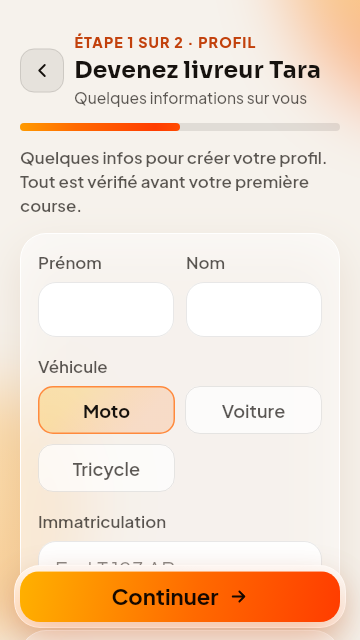 ÉTAPE 1 SUR 2 · PROFIL
Devenez livreur Tara
Quelques informations sur vous
Quelques infos pour créer votre profil.
Tout est vérifié avant votre première
course.
Prénom
Nom
Véhicule
Moto
Voiture
Tricycle
Immatriculation
Continuer →